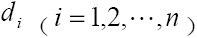 d_i ( i = 1,2,⋯,n )